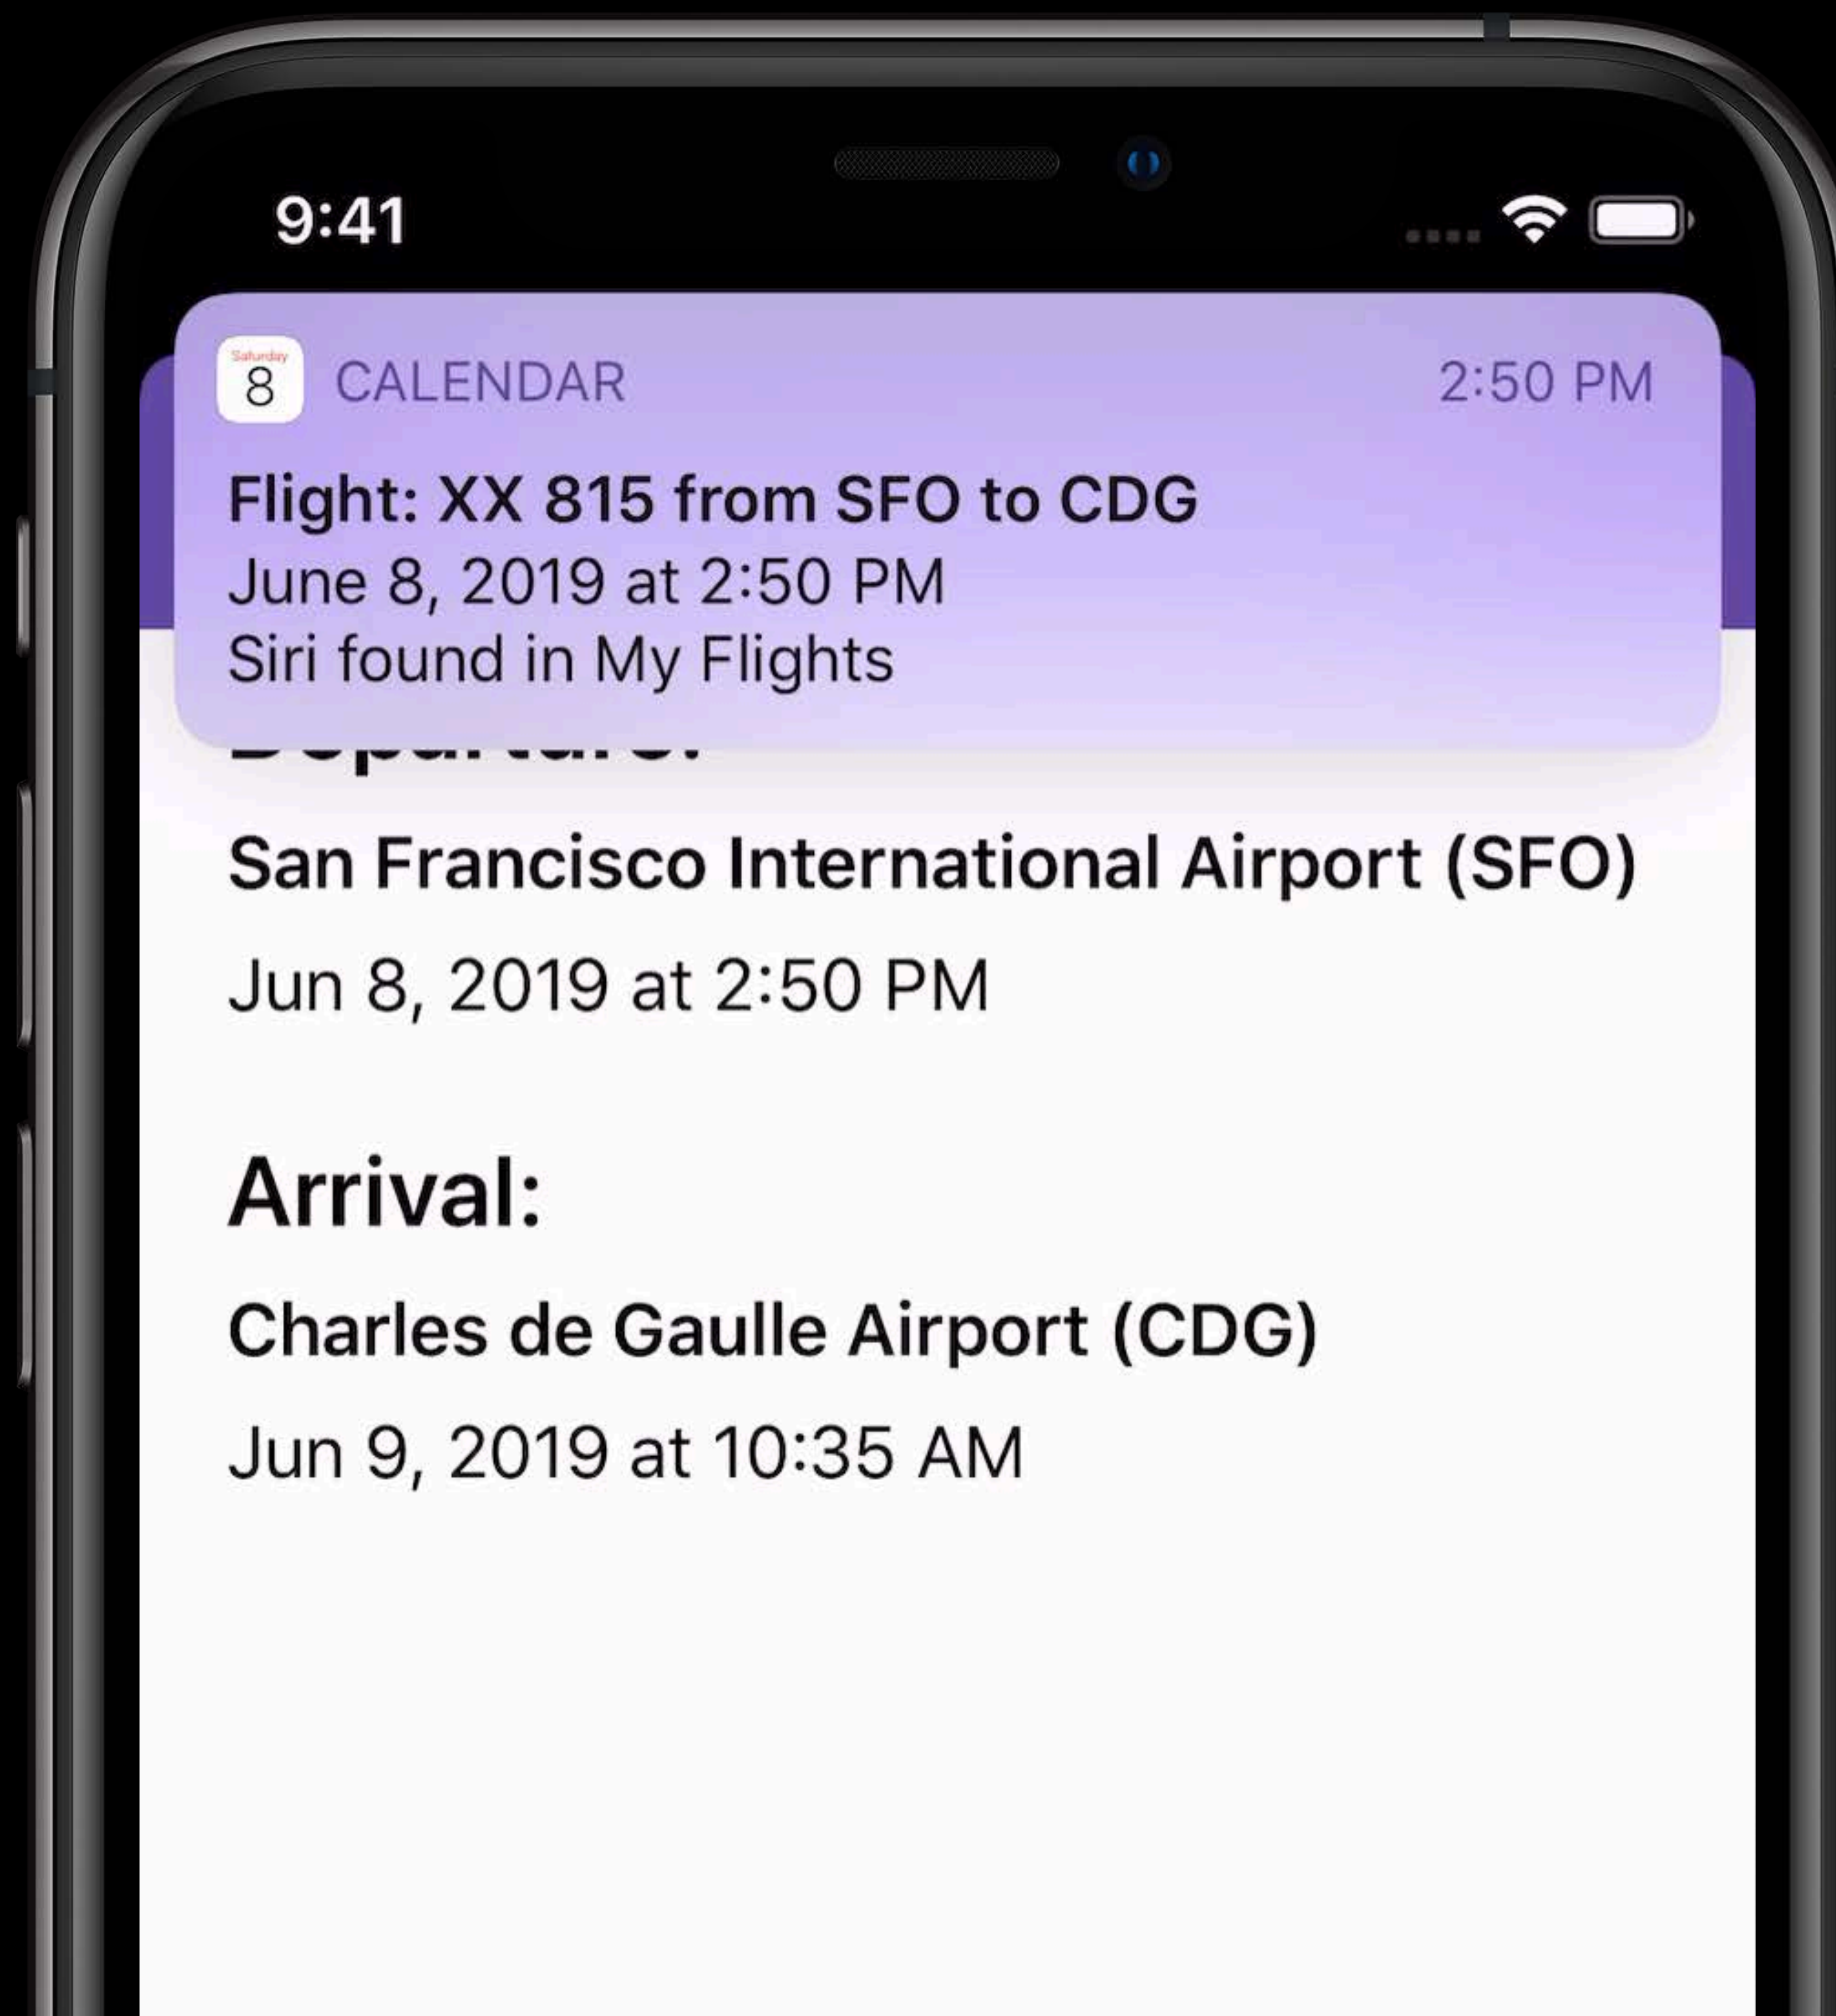 9:41
Saturday
8
CALENDAR
2:50 PM
Flight: XX 815 from SFO to CDG
June 8, 2019 at 2:50 PM
Siri found in My Flights
Departure:
San Francisco International Airport (SFO)
Jun 8, 2019 at 2:50 PM
Arrival:
Charles de Gaulle Airport (CDG)
Jun 9, 2019 at 10:35 AM